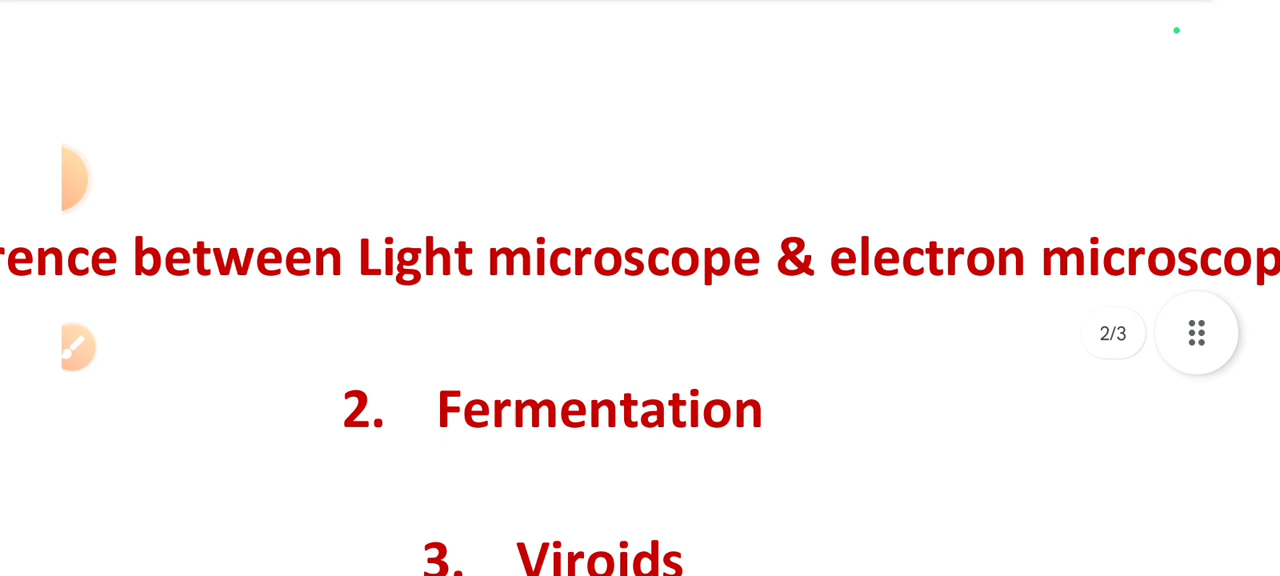 rence between Light microscope & electron microscop
2/3
2. Fermentation
3. Viroids